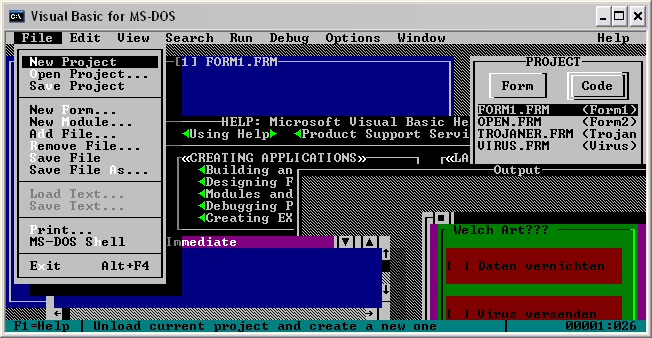 Visual Basic for MS-DOS
File Edit View Search Run Debug Options Window Help
New Project
Open Project...
Save Project
New Form...
New Module...
Add File...
Remove File...
Save File
Save File As...
Load Text...
Save Text...
Print...
MS-DOS Shell
Exit Alt+F4
[1] FORM1.FRM
HELP: Microsoft Visual Basic He
Using Help Product Support Servi
CREATING APPLICATIONS
Building an
Designing F
Modules and
Debugging P
Creating EX
«LA
PROJECT
Form Code
FORM1.FRM <Form1>
OPEN.FRM <Form2>
TROJANER.FRM <Trojan
VIRUS.FRM <Virus>
Output
Welch Art???
[ ] Daten vernichten
[ ] Virus versenden
Immediate
F1=Help | Unload current project and create a new one 00001:026